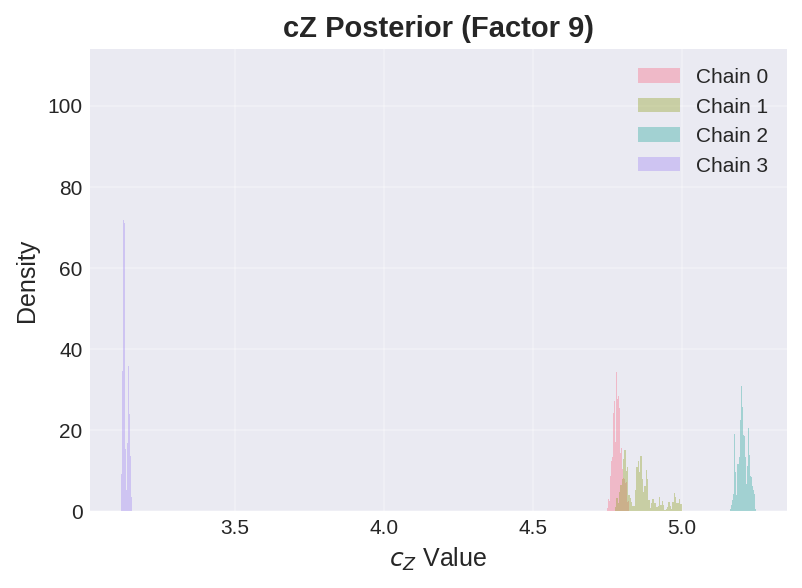 cZ Posterior (Factor 9)
Chain 0
Chain 1
Chain 2
Chain 3
100
80
60
40
20
0
Density
3.5 4.0 4.5 5.0
cZ Value